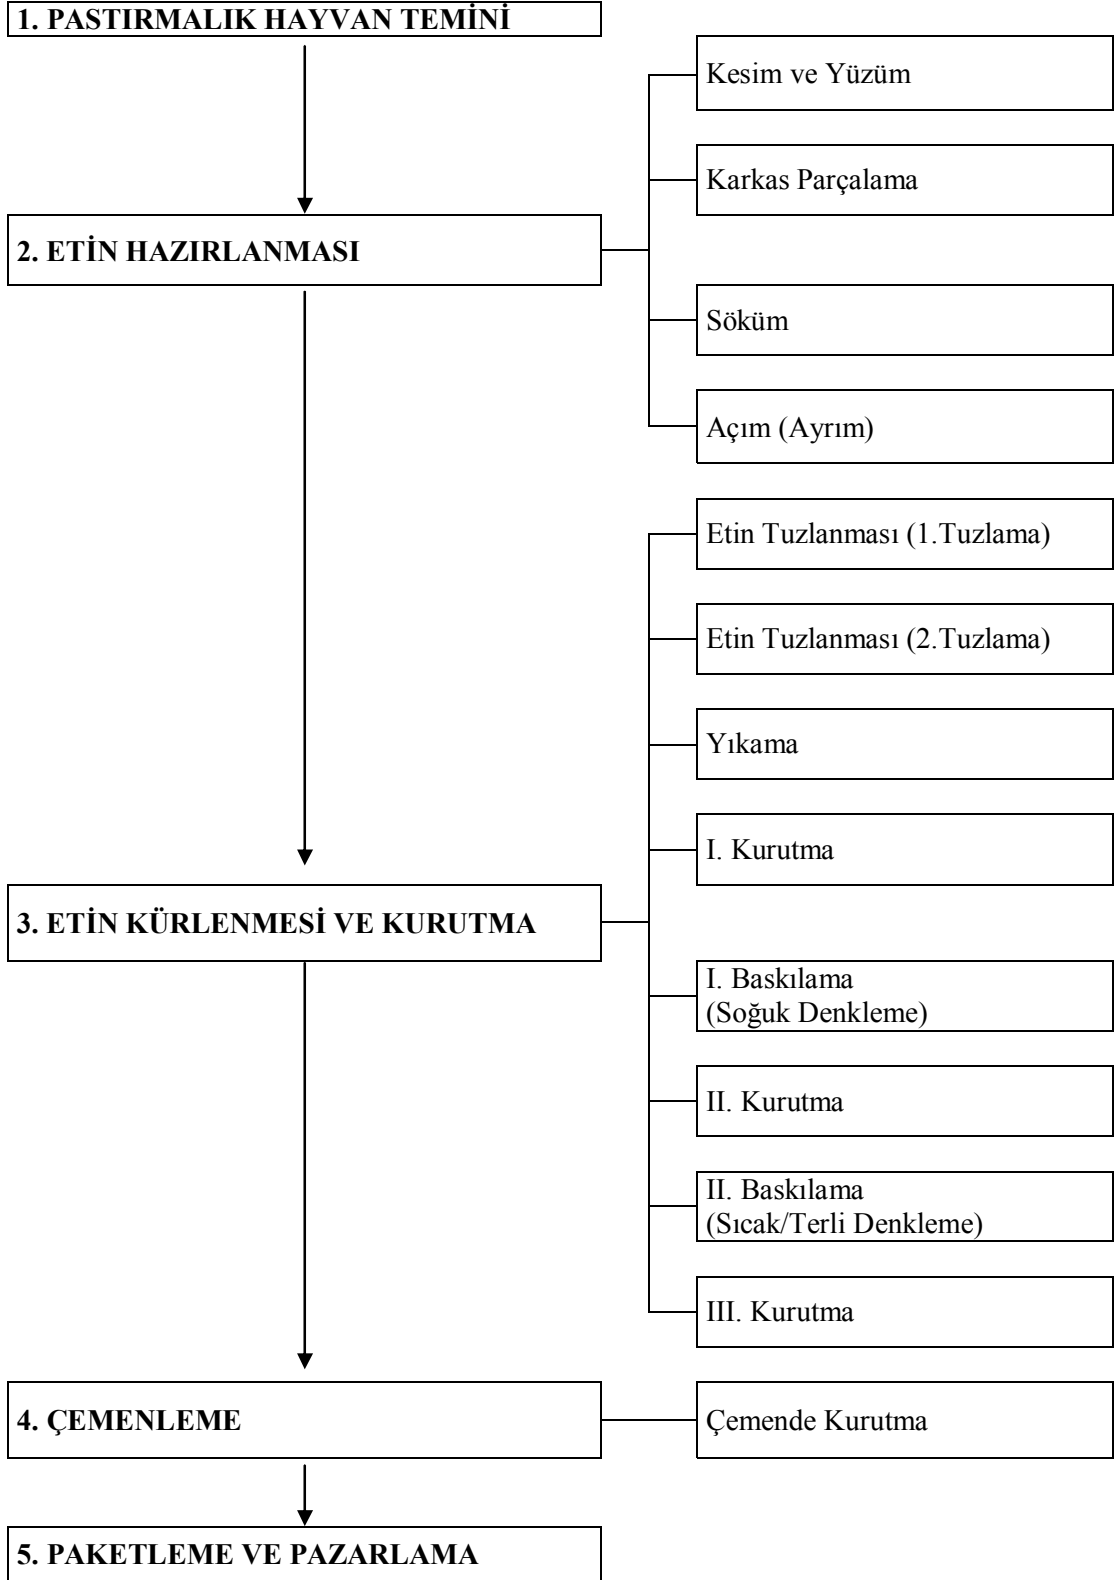 1. PASTIRMALIK HAYVAN TEMİNİ
Kesim ve Yüzüm
Karkas Parçalama
2. ETİN HAZIRLANMASI
Söküm
Açım (Ayrım)
Etin Tuzlanması (1.Tuzlama)
Etin Tuzlanması (2.Tuzlama)
Yıkama
I. Kurutma
3. ETİN KÜRLENMESİ VE KURUTMA
I. Baskılama
(Soğuk Denkleme)
II. Kurutma
II. Baskılama
(Sıcak/Terli Denkleme)
III. Kurutma
4. ÇEMENLEME
Çemende Kurutma
5. PAKETLEME VE PAZARLAMA